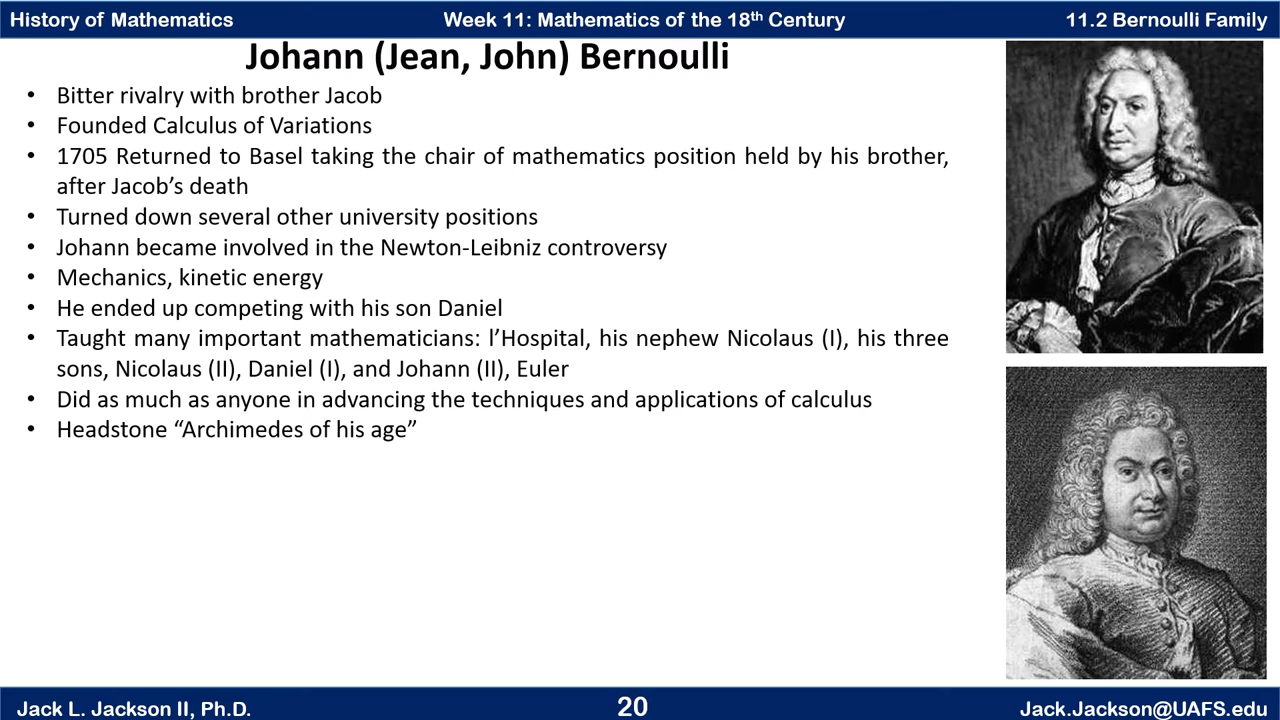 History of Mathematics
Week 11: Mathematics of the 18th Century
11.2 Bernoulli Family
Johann (Jean, John) Bernoulli
• Bitter rivalry with brother Jacob
• Founded Calculus of Variations
• 1705 Returned to Basel taking the chair of mathematics position held by his brother,
after Jacob’s death
• Turned down several other university positions
• Johann became involved in the Newton-Leibniz controversy
• Mechanics, kinetic energy
• He ended up competing with his son Daniel
• Taught many important mathematicians: l’Hospital, his nephew Nicolaus (I), his three
sons, Nicolaus (II), Daniel (I), and Johann (II), Euler
• Did as much as anyone in advancing the techniques and applications of calculus
• Headstone “Archimedes of his age”
Jack L. Jackson II, Ph.D.
20
Jack.Jackson@UAFS.edu